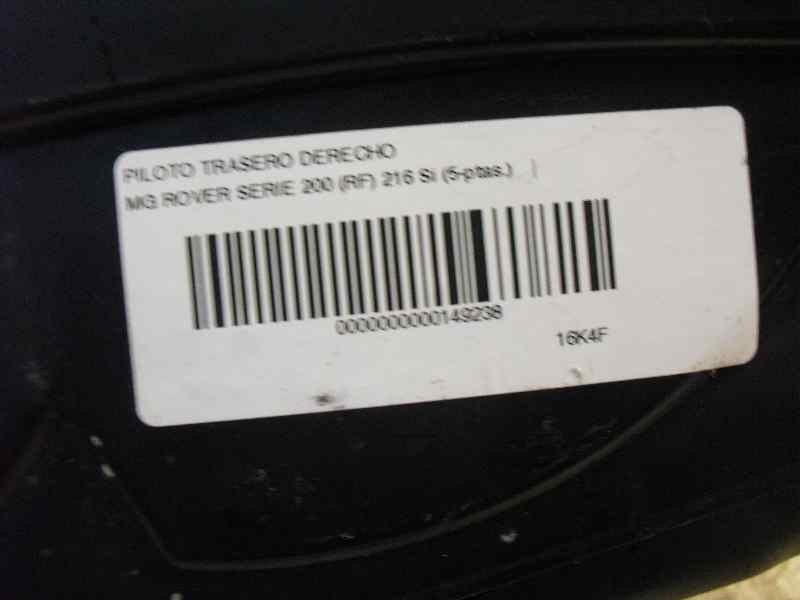 PILOTO TRASERO DERECHO
MG ROVER SERIE 200 (RF) 216 Si (5-ptas.)
0000000000149238
16K4F